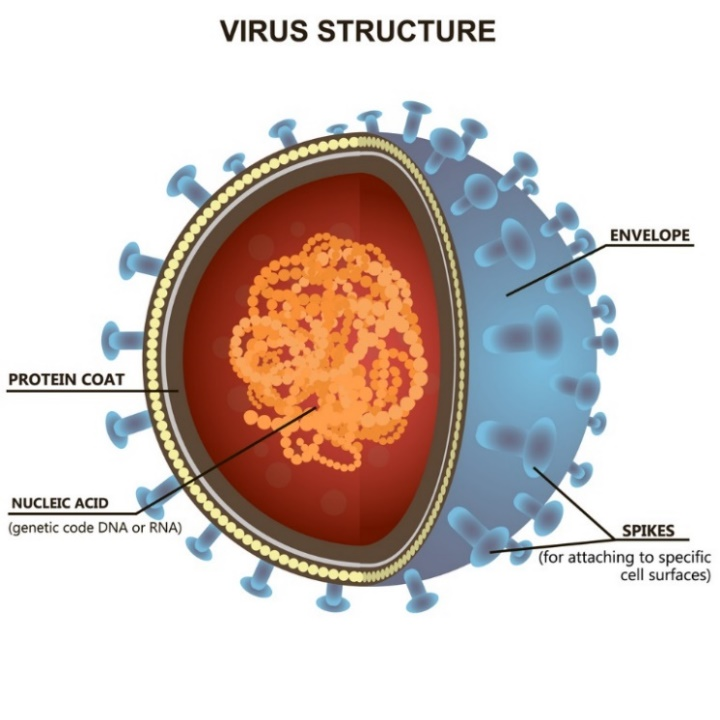 VIRUS STRUCTURE
ENVELOPE
PROTEIN COAT
NUCLEIC ACID
(genetic code DNA or RNA)
SPIKES
(for attaching to specific
cell surfaces)